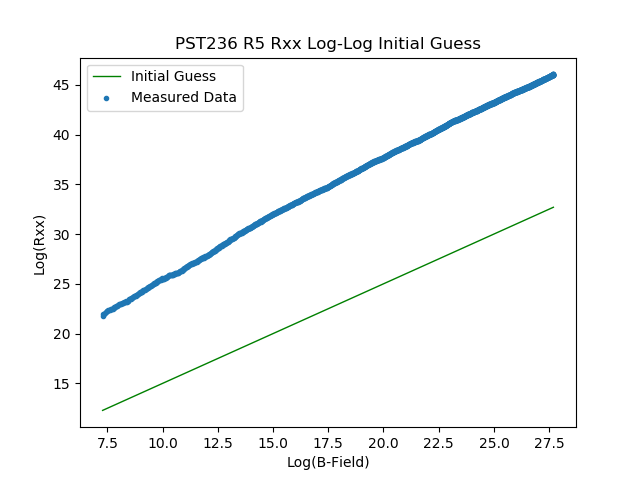 PST236 R5 Rxx Log-Log Initial Guess
Initial Guess
Measured Data
Log(Rxx)
45
40
35
30
25
20
15
7.5 10.0 12.5 15.0 17.5 20.0 22.5 25.0 27.5
Log(B-Field)